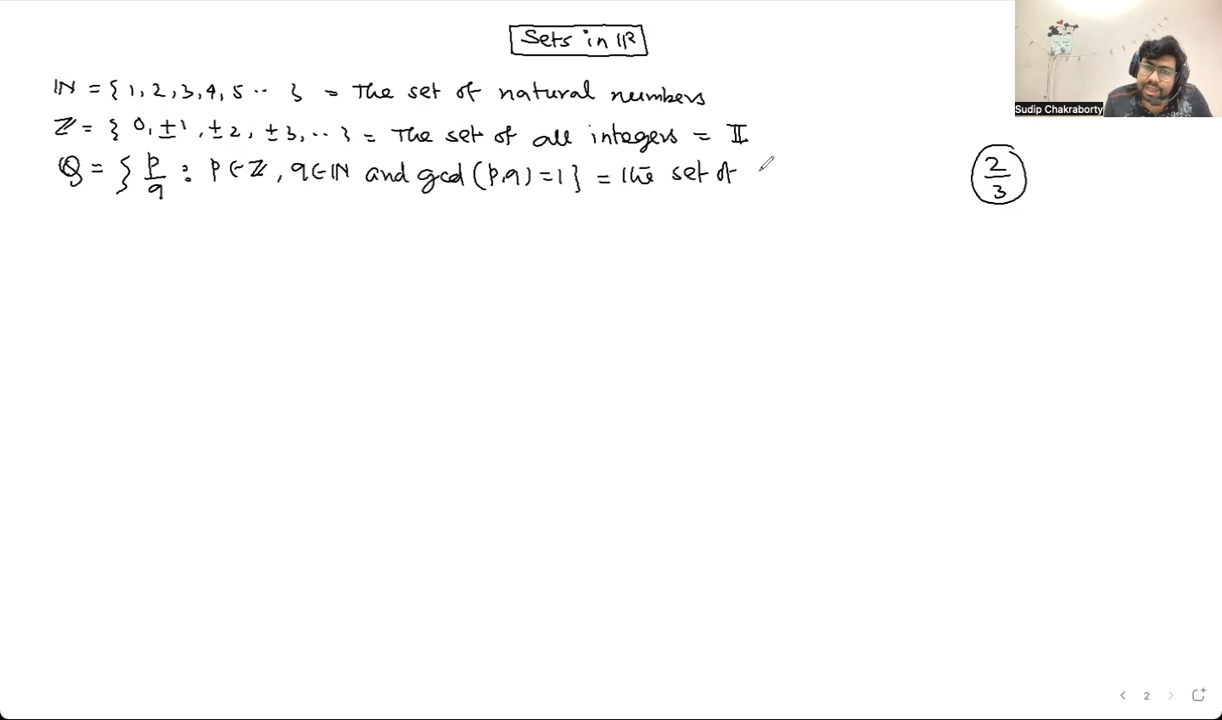 Sets in ℝ
Sudip Chakraborty
ℕ = { 1, 2, 3, 4, 5 ·· } = The set of natural numbers
ℤ = { 0, ±1, ±2, ±3, ·· } = The set of all integers = 𝕀
ℚ = { p/q : p ∈ ℤ, q ∈ ℕ and gcd (p, q) = 1 } = The set of
2/3
2